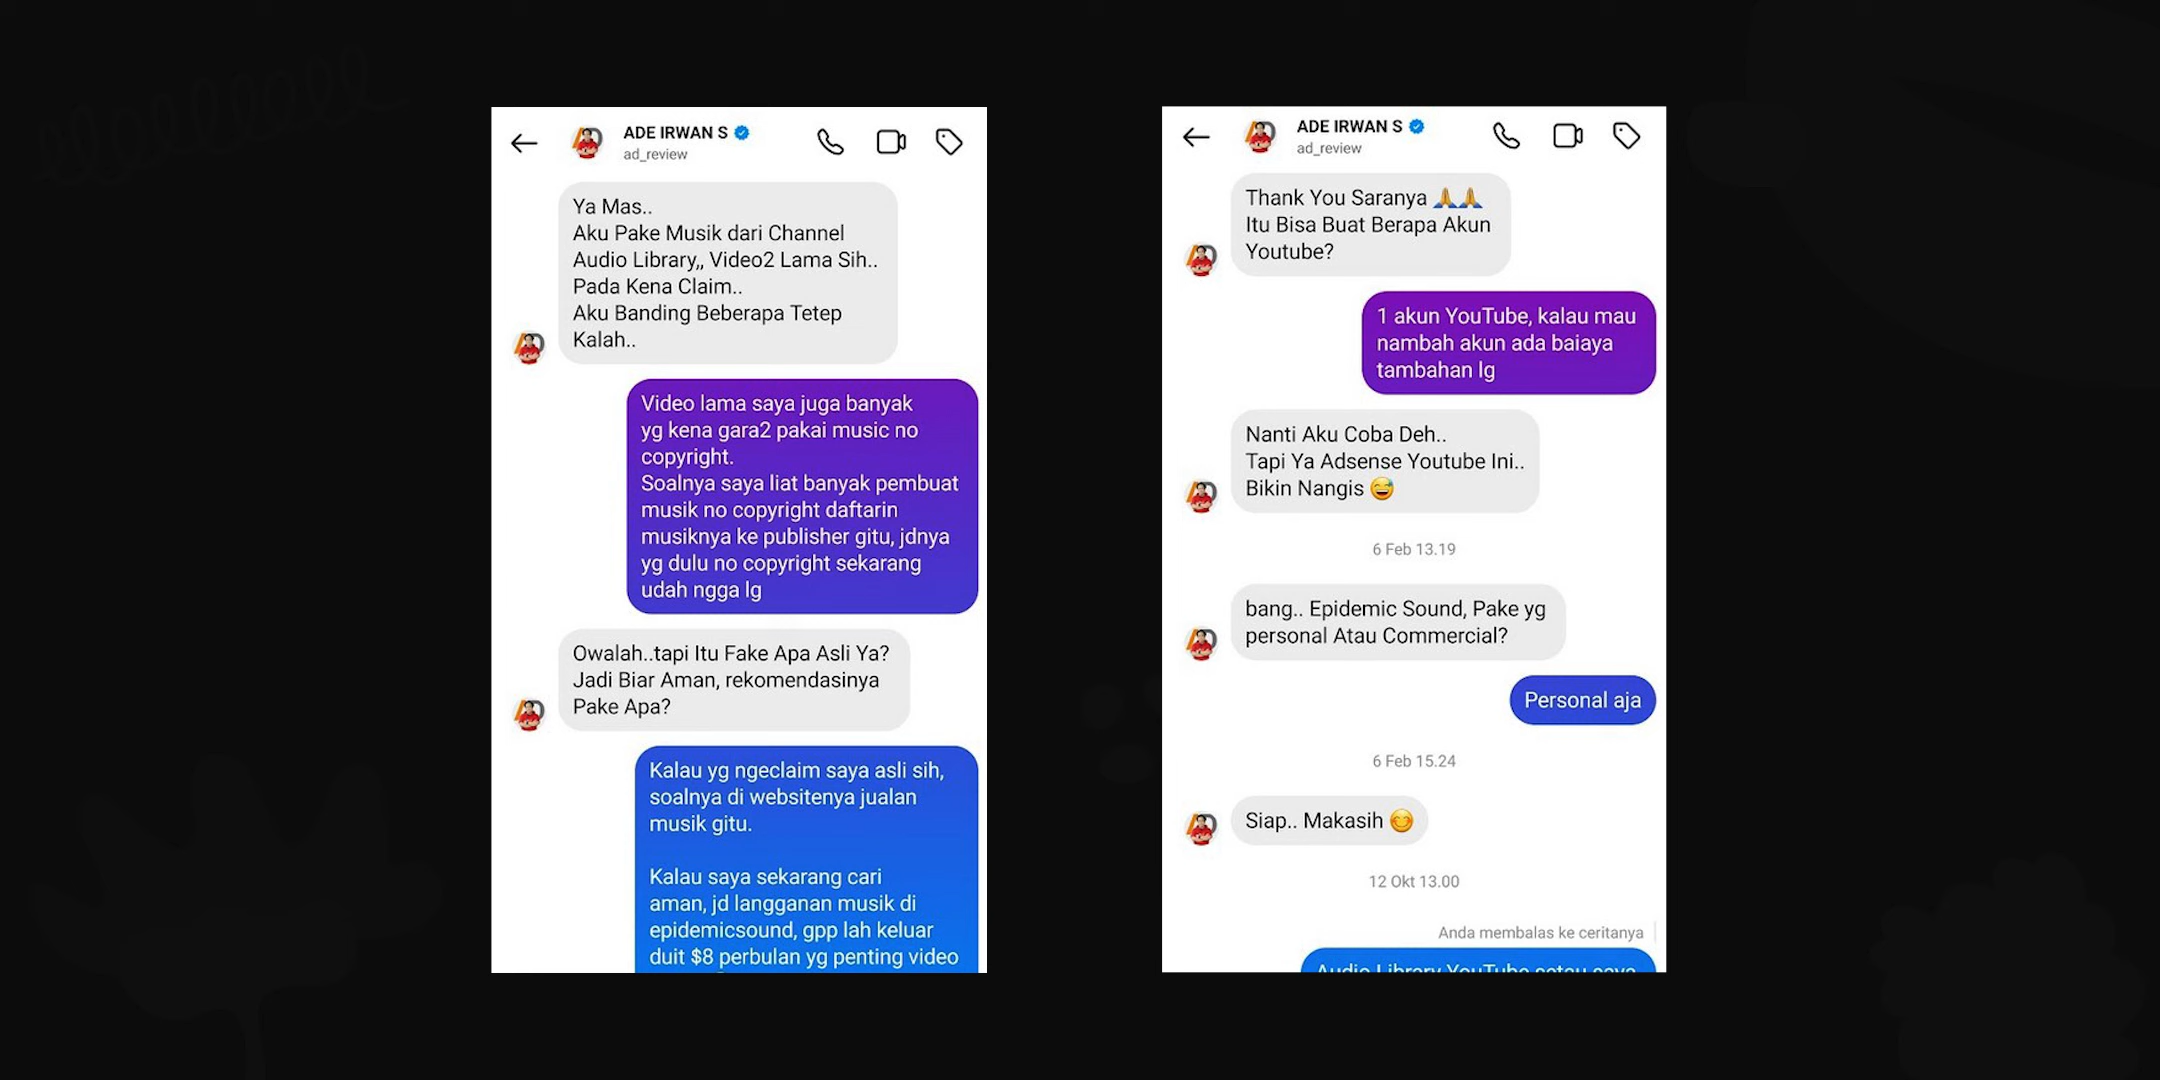 ADE IRWAN S
ad_review
Ya Mas..
Aku Pake Musik dari Channel
Audio Library,, Video2 Lama Sih..
Pada Kena Claim..
Aku Banding Beberapa Tetep
Kalah..
Video lama saya juga banyak
yg kena gara2 pakai music no
copyright.
Soalnya saya liat banyak pembuat
musik no copyright daftarin
musiknya ke publisher gitu, jdnya
yg dulu no copyright sekarang
udah ngga lg
Owalah..tapi Itu Fake Apa Asli Ya?
Jadi Biar Aman, rekomendasinya
Pake Apa?
Kalau yg ngeclaim saya asli sih,
soalnya di websitenya jualan
musik gitu.
Kalau saya sekarang cari
aman, jd langganan musik di
epidemicsound, gpp lah keluar
duit $8 perbulan yg penting video
ADE IRWAN S
ad_review
Thank You Saranya 🙏🙏
Itu Bisa Buat Berapa Akun
Youtube?
1 akun YouTube, kalau mau
nambah akun ada baiaya
tambahan lg
Nanti Aku Coba Deh..
Tapi Ya Adsense Youtube Ini..
Bikin Nangis 😅
6 Feb 13.19
bang.. Epidemic Sound, Pake yg
personal Atau Commercial?
Personal aja
6 Feb 15.24
Siap.. Makasih 😊
12 Okt 13.00
Anda membalas ke ceritanya
Audio Library YouTube setau saya